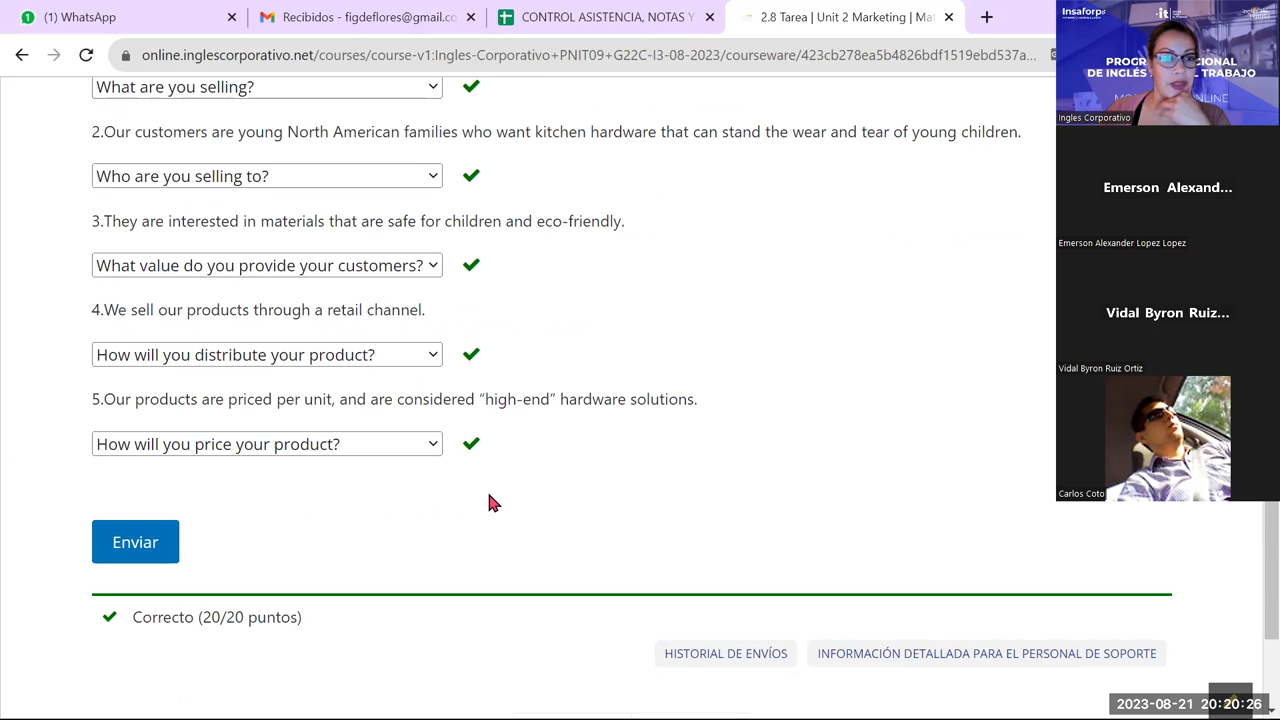 (1) WhatsApp
Recibidos - fg
@gmail.co
CONTROL ASISTENCIA NOTAS Y
2.8 Tarea | Unit 2 Marketing | Mat
online.inglescorporativo.net/courses/course-v1:Ingles-Corporativo+PNIT09+G22C-I3-08-2023/courseware/423cb278ea5b4826bdf1519ebd537a...
Insaforp
it
What are you selling?
2.Our customers are young North American families who want kitchen hardware that can stand the wear and tear of young children.
Who are you selling to?
3.They are interested in materials that are safe for children and eco-friendly.
What value do you provide your customers?
4.We sell our products through a retail channel.
How will you distribute your product?
5.Our products are priced per unit, and are considered “high-end” hardware solutions.
How will you price your product?
Enviar
Correcto (20/20 puntos)
HISTORIAL DE ENVÍOS
INFORMACIÓN DETALLADA PARA EL PERSONAL DE SOPORTE
Ingles Corporativo
Emerson Alexand...
Emerson Alexander Lopez Lopez
Vidal Byron Ruiz...
Vidal Byron Ruiz Ortiz
Carlos Coto
2023-08-21 20:20:26